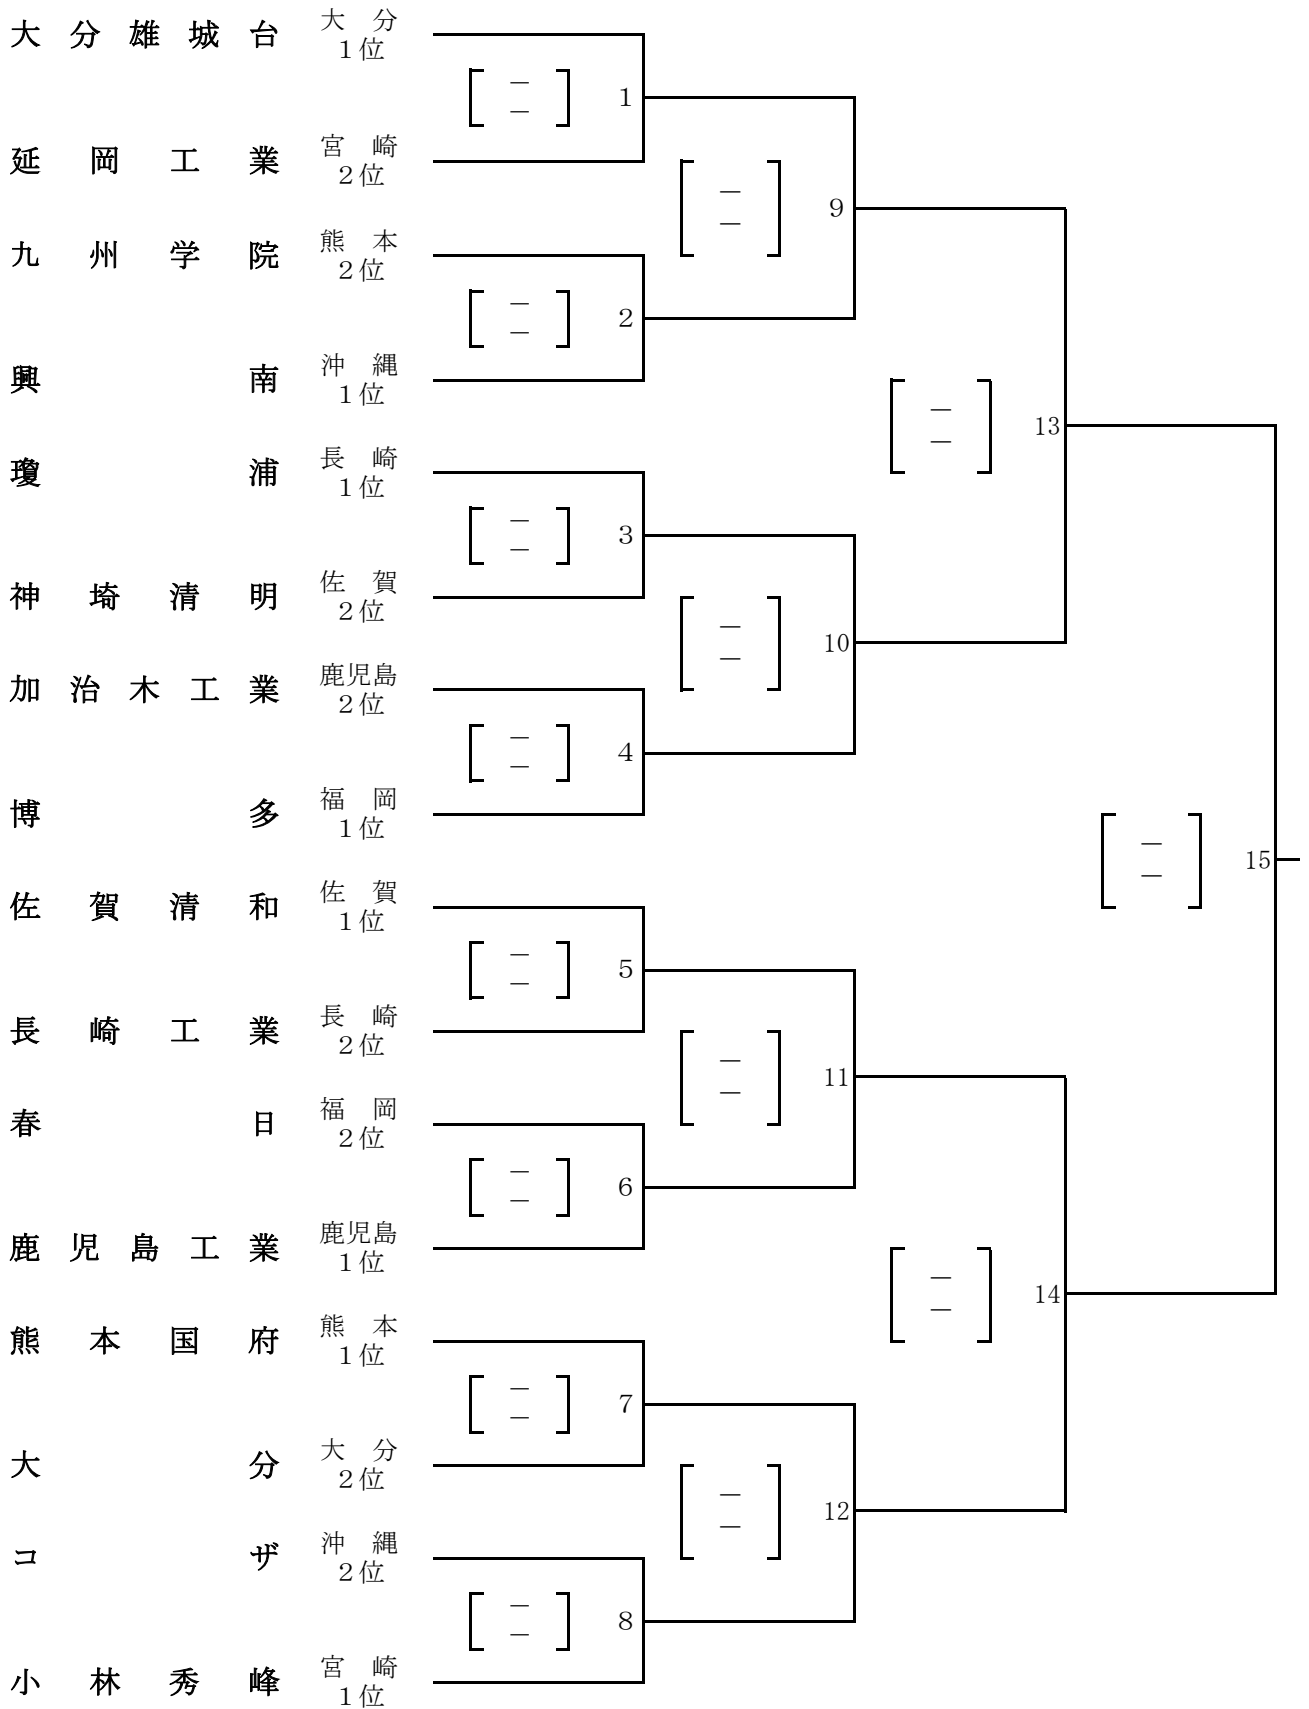 大分雄城台 大分
1位
[ － － ] 1
延岡工業 宮崎
2位
[ － － ] 9
九州学院 熊本
2位
[ － － ] 2
興南 沖縄
1位
[ － － ] 13
瓊浦 長崎
1位
[ － － ] 3
神埼清明 佐賀
2位
[ － － ] 10
加治木工業 鹿児島
2位
[ － － ] 4
博多 福岡
1位
[ － － ] 15
佐賀清和 佐賀
1位
[ － － ] 5
長崎工業 長崎
2位
[ － － ] 11
春日 福岡
2位
[ － － ] 6
鹿児島工業 鹿児島
1位
[ － － ] 14
熊本国府 熊本
1位
[ － － ] 7
大分 大分
2位
[ － － ] 12
コザ 沖縄
2位
[ － － ] 8
小林秀峰 宮崎
1位